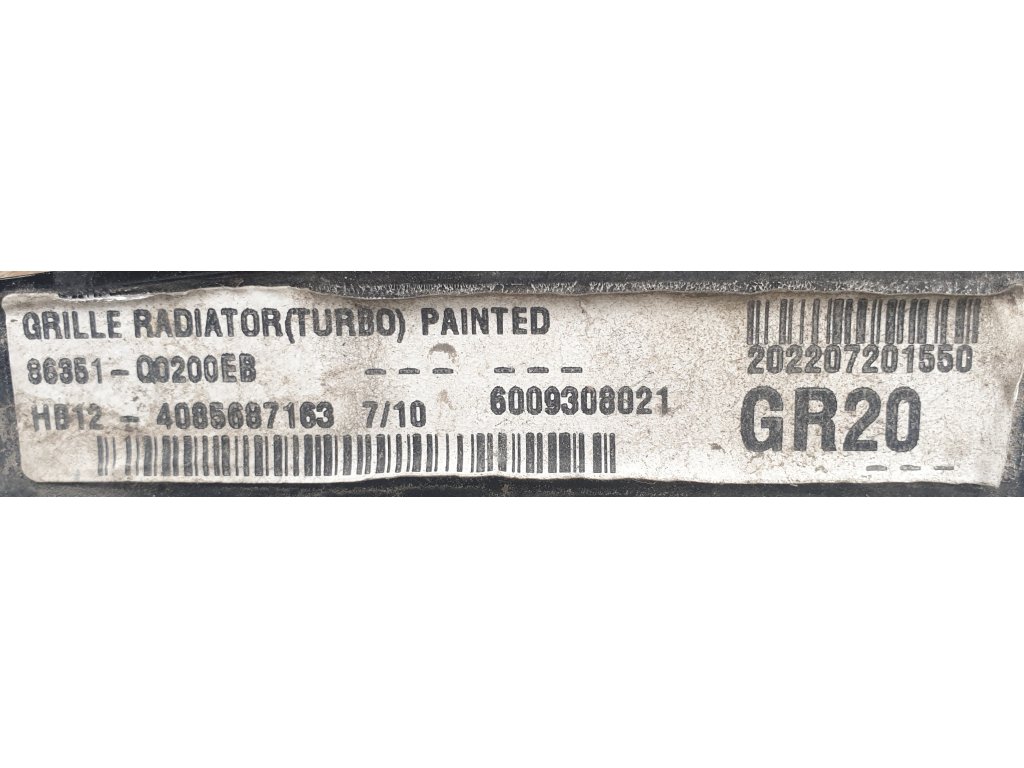 GRILLE RADIATOR(TURBO) PAINTED
86351-Q0200EB --- ---
HB12 - 4085687163 7/10 6009308021
202207201550
GR20
---